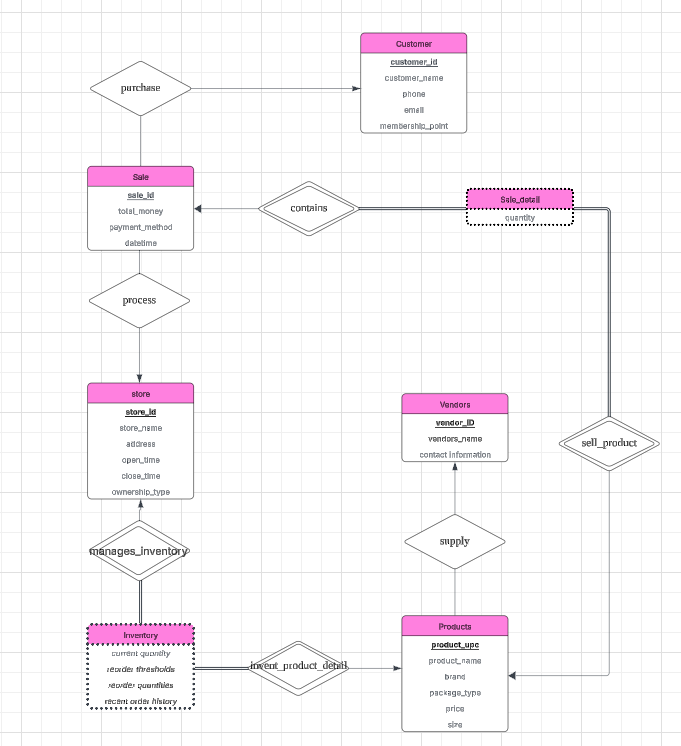 Customer
customer_id
customer_name
phone
email
membership_point
purchase
Sale
sale_id
total_money
payment_method
datetime
contains
Sale_detail
quantity
process
store
store_id
store_name
address
open_time
close_time
ownership_type
Vendors
vendor_ID
vendors_name
contact information
sell_product
manages_inventory
supply
Inventory
current quantity
reorder thresholds
reorder quantities
recent order history
invent_product_detail
Products
product_upc
product_name
brand
package_type
price
size